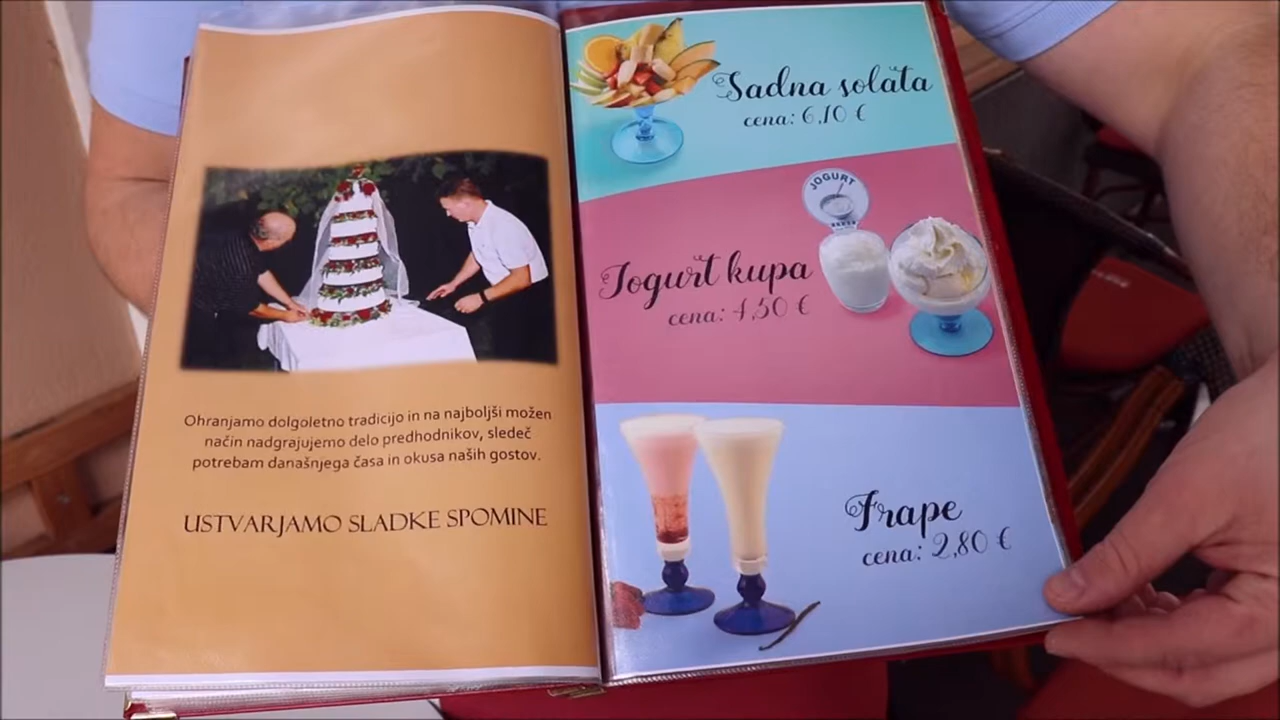 Ohranjamo dolgoletno tradicijo in na najboljši možen
način nadgrajujemo delo predhodnikov, sledeč
potrebam današnjega časa in okusa naših gostov.
USTVARJAMO SLADKE SPOMINE
Sadna solata
cena: 6,10 €
JOGURT
Jogurt kupa
cena: 4,50 €
Frape
cena: 2,80 €